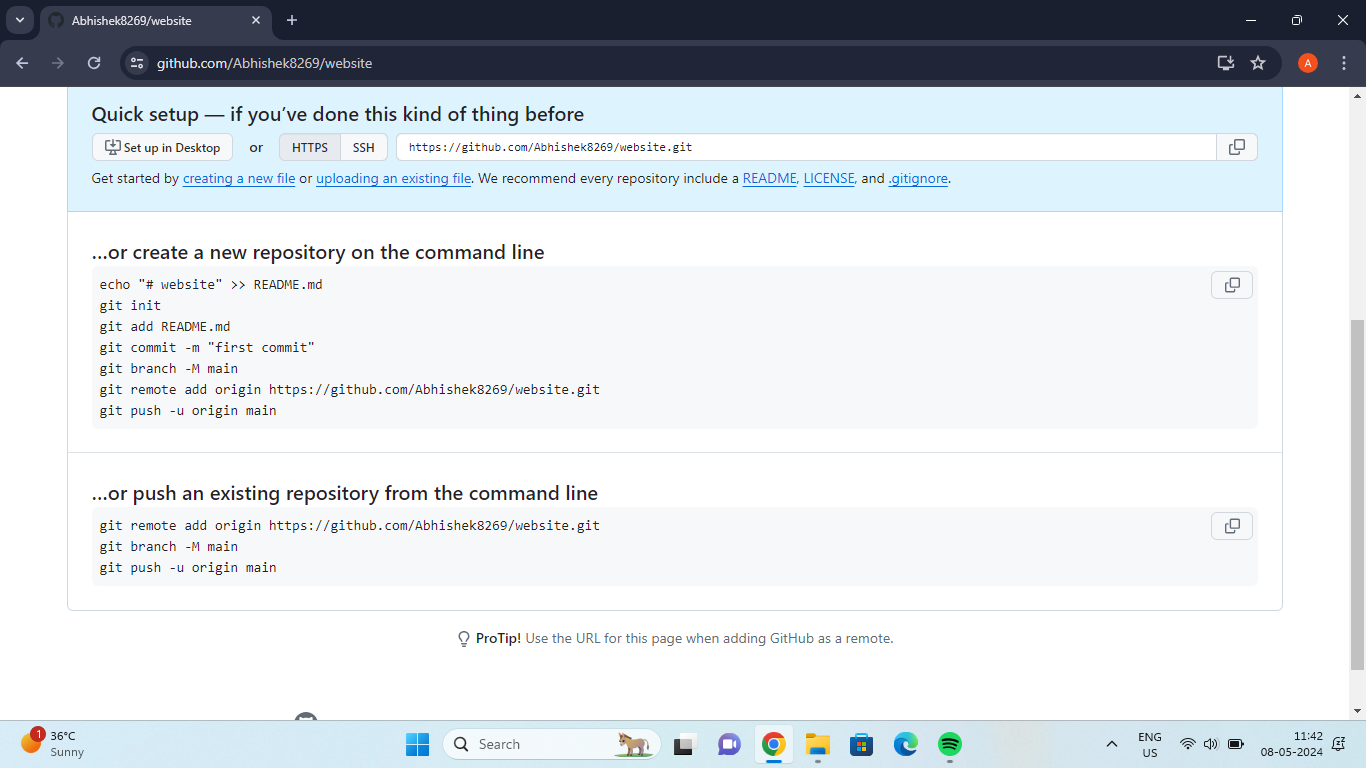 Abhishek8269/website
github.com/Abhishek8269/website
A
Quick setup — if you've done this kind of thing before
Set up in Desktop or HTTPS SSH https://github.com/Abhishek8269/website.git
Get started by creating a new file or uploading an existing file. We recommend every repository include a README, LICENSE, and .gitignore.
…or create a new repository on the command line
echo "# website" >> README.md
git init
git add README.md
git commit -m "first commit"
git branch -M main
git remote add origin https://github.com/Abhishek8269/website.git
git push -u origin main
…or push an existing repository from the command line
git remote add origin https://github.com/Abhishek8269/website.git
git branch -M main
git push -u origin main
ProTip! Use the URL for this page when adding GitHub as a remote.
1
36°C
Sunny
Search
ENG
US
11:42
08-05-2024